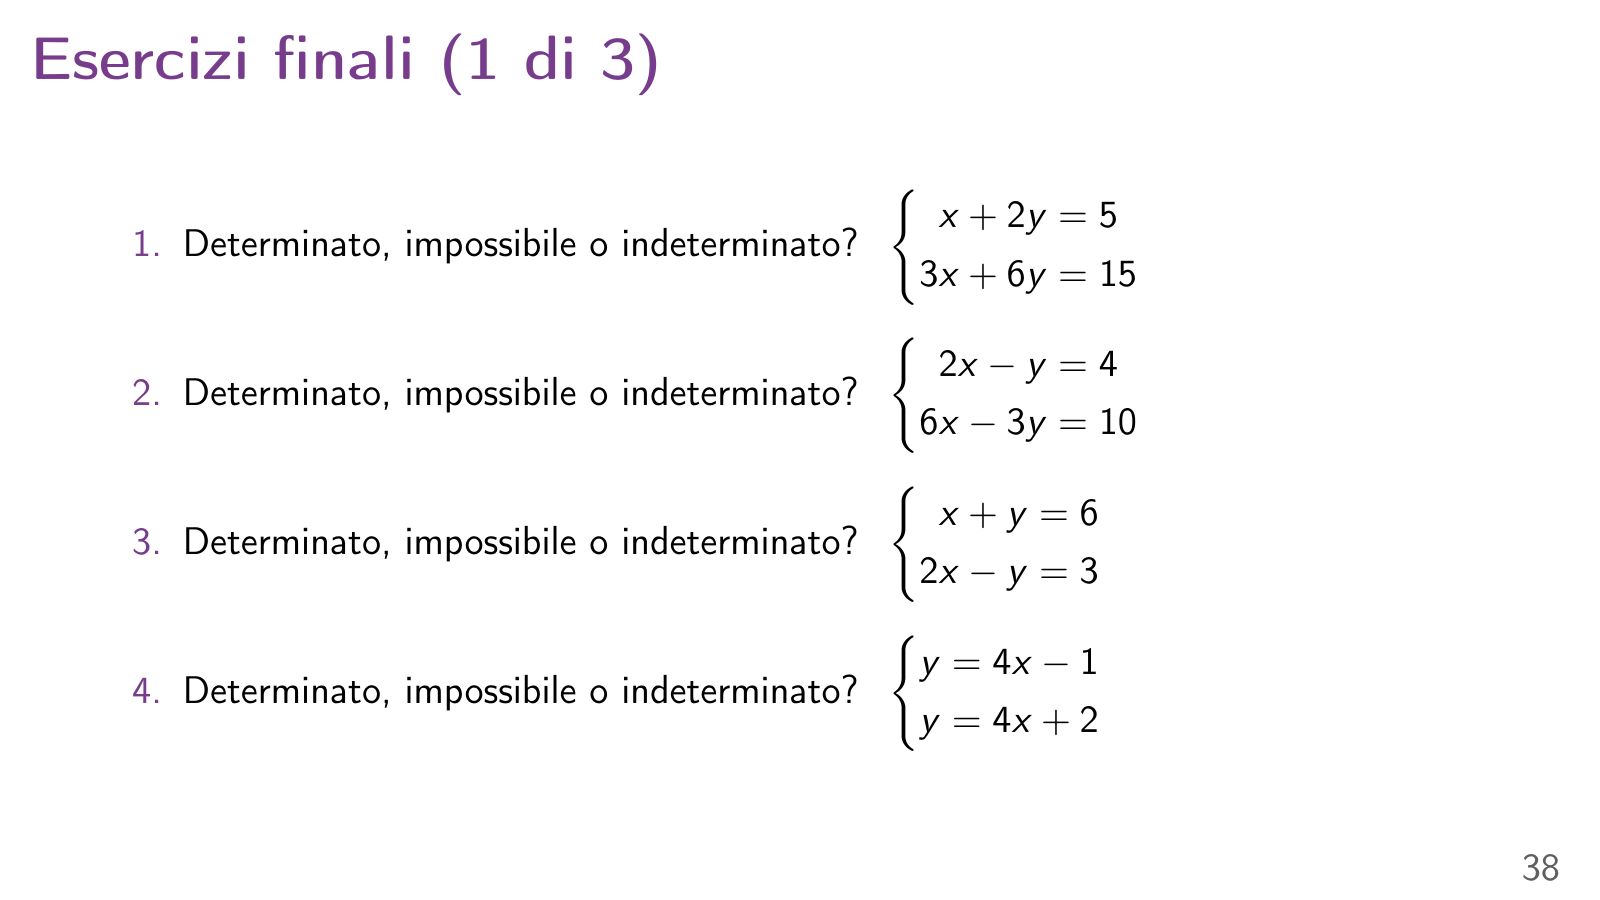 Esercizi finali (1 di 3)
1. Determinato, impossibile o indeterminato? { x + 2y = 5
3x + 6y = 15
2. Determinato, impossibile o indeterminato? { 2x − y = 4
6x − 3y = 10
3. Determinato, impossibile o indeterminato? { x + y = 6
2x − y = 3
4. Determinato, impossibile o indeterminato? { y = 4x − 1
y = 4x + 2
38